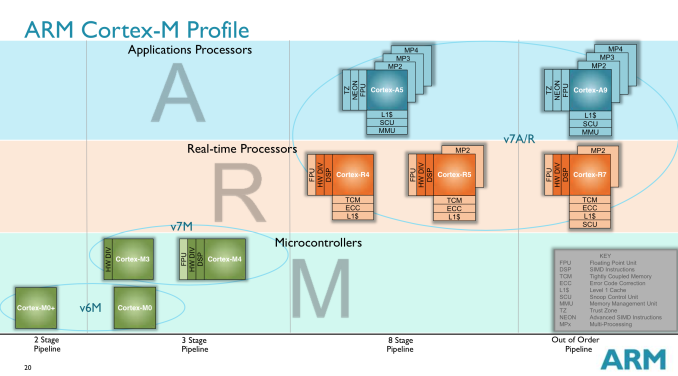 ARM Cortex-M Profile
Applications Processors
A
MP4
MP3
MP2
TZ
NEON
FPU
Cortex-A5
L1$
SCU
MMU
MP4
MP3
MP2
TZ
NEON
FPU
Cortex-A9
L1$
SCU
MMU
v7A/R
Real-time Processors
R
FPU
HW DIV
DSP
Cortex-R4
TCM
ECC
L1$
MP2
FPU
HW DIV
DSP
Cortex-R5
TCM
ECC
L1$
MP2
FPU
HW DIV
DSP
Cortex-R7
TCM
ECC
L1$
SCU
v7M
Microcontrollers
M
HW DIV
Cortex-M3
FPU
HW DIV
DSP
Cortex-M4
Cortex-M0+
v6M
Cortex-M0
KEY
FPU Floating Point Unit
DSP SIMD Instructions
TCM Tightly Coupled Memory
ECC Error Code Correction
L1$ Level 1 Cache
SCU Snoop Control Unit
MMU Memory Management Unit
TZ Trust Zone
NEON Advanced SIMD Instructions
MPx Multi-Processing
2 Stage
Pipeline
3 Stage
Pipeline
8 Stage
Pipeline
Out of Order
Pipeline
20
ARM